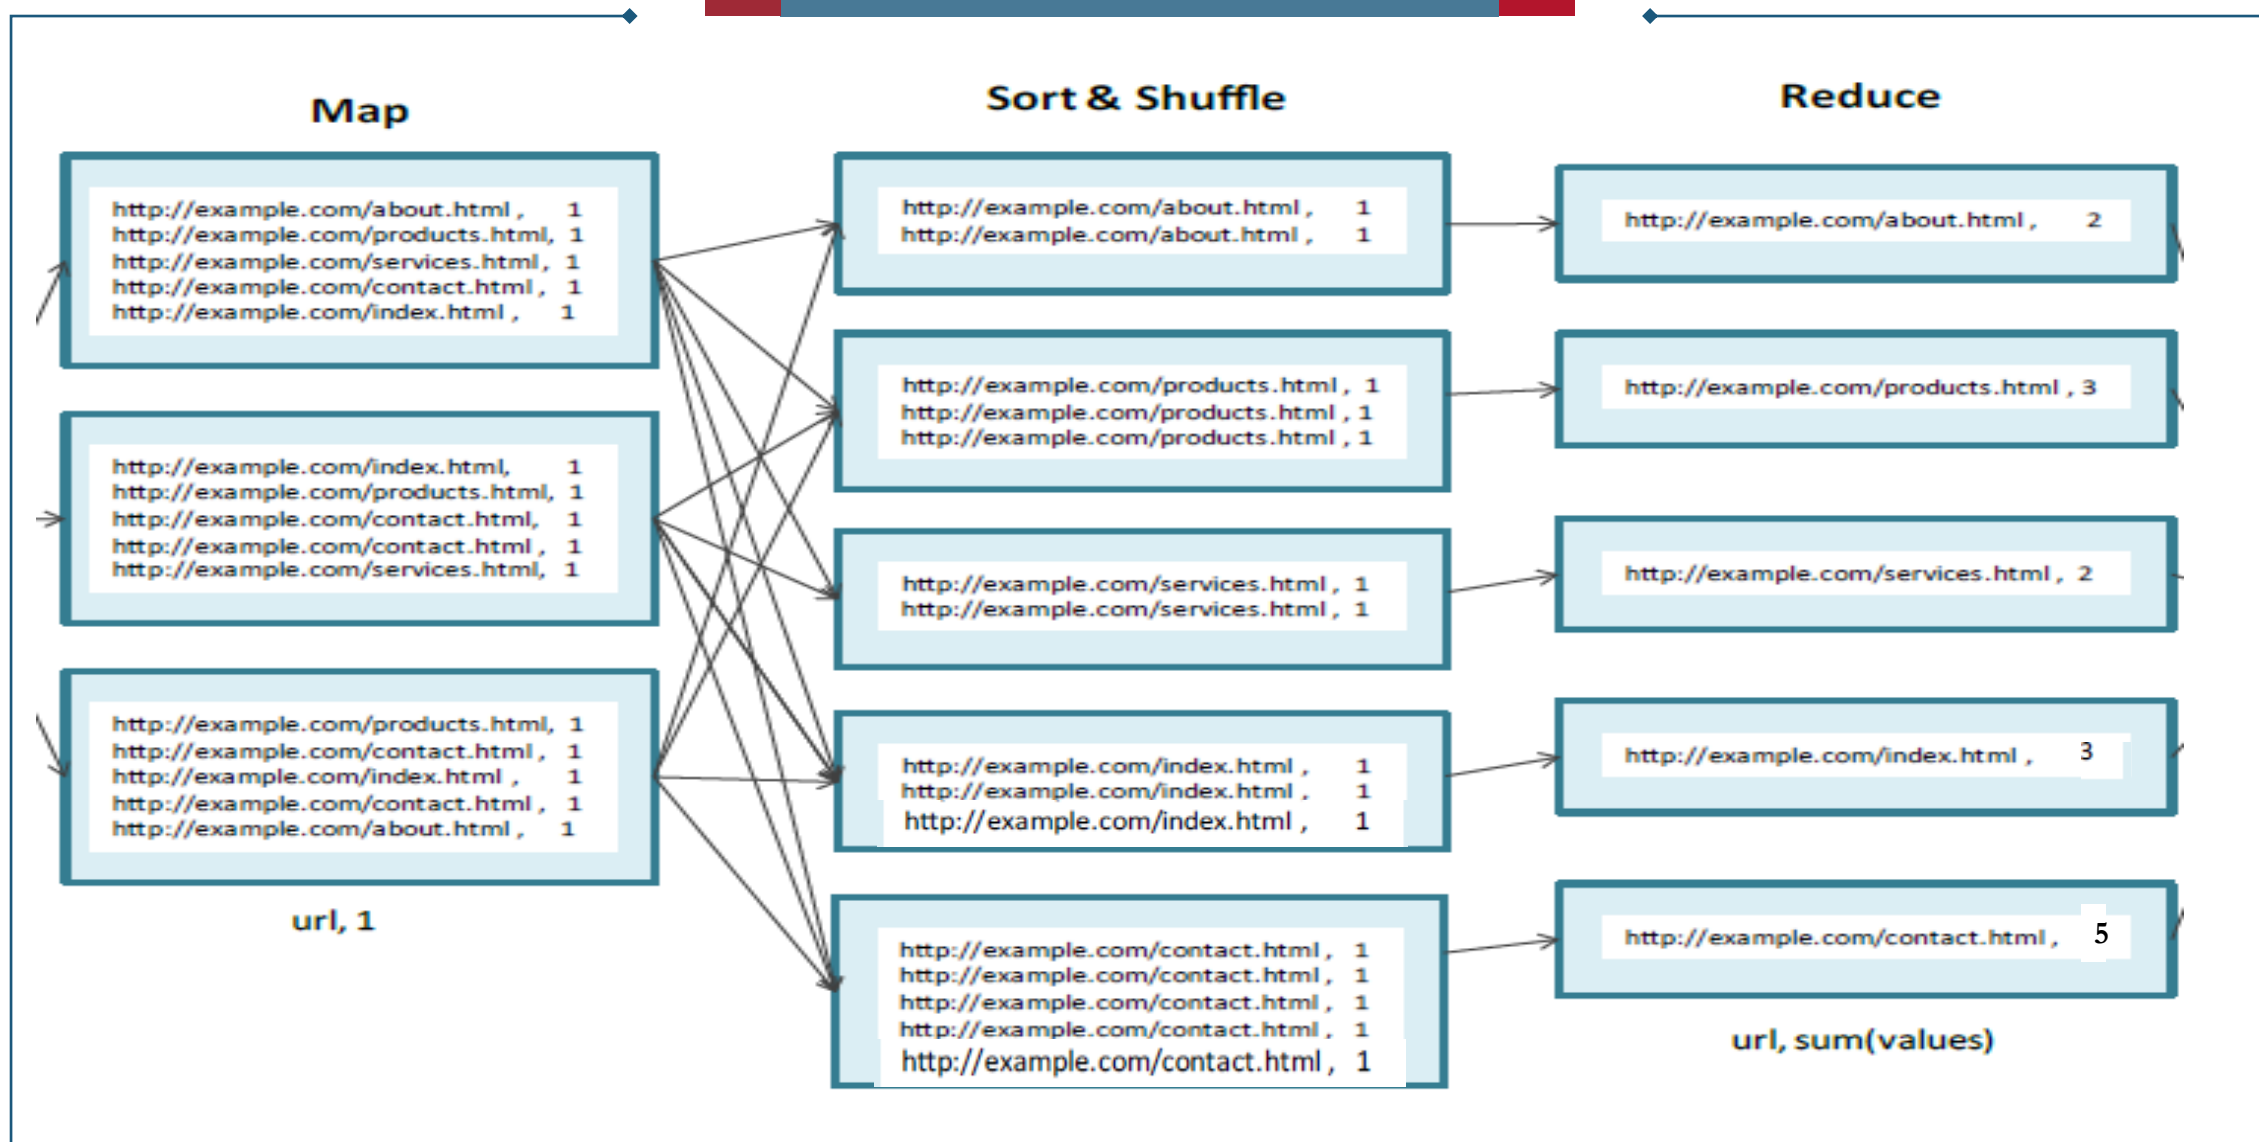 Map
http://example.com/about.html , 1
http://example.com/products.html, 1
http://example.com/services.html, 1
http://example.com/contact.html , 1
http://example.com/index.html , 1
http://example.com/index.html, 1
http://example.com/products.html, 1
http://example.com/contact.html, 1
http://example.com/contact.html , 1
http://example.com/services.html, 1
http://example.com/products.html, 1
http://example.com/contact.html , 1
http://example.com/index.html , 1
http://example.com/contact.html , 1
http://example.com/about.html , 1
url, 1
Sort & Shuffle
http://example.com/about.html , 1
http://example.com/about.html , 1
http://example.com/products.html , 1
http://example.com/products.html , 1
http://example.com/products.html , 1
http://example.com/services.html , 1
http://example.com/services.html , 1
http://example.com/index.html , 1
http://example.com/index.html , 1
http://example.com/index.html , 1
http://example.com/contact.html , 1
http://example.com/contact.html , 1
http://example.com/contact.html , 1
http://example.com/contact.html , 1
http://example.com/contact.html , 1
Reduce
http://example.com/about.html , 2
http://example.com/products.html , 3
http://example.com/services.html , 2
http://example.com/index.html , 3
http://example.com/contact.html , 5
url, sum(values)